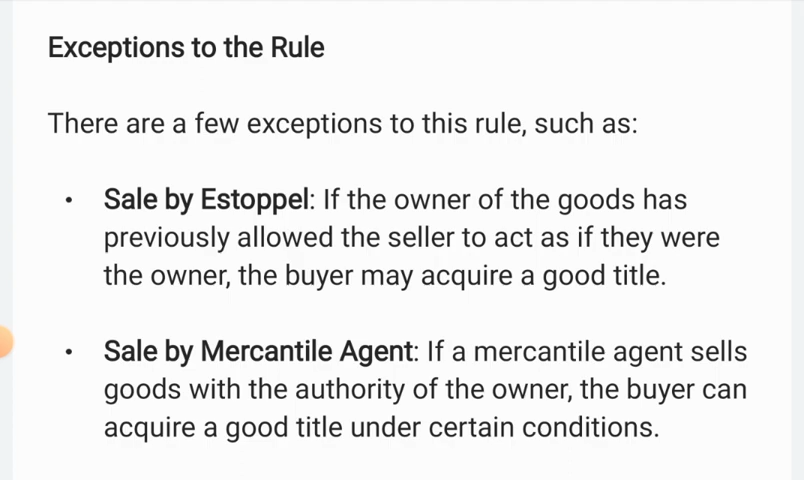 Exceptions to the Rule
There are a few exceptions to this rule, such as:
• Sale by Estoppel: If the owner of the goods has
previously allowed the seller to act as if they were
the owner, the buyer may acquire a good title.
• Sale by Mercantile Agent: If a mercantile agent sells
goods with the authority of the owner, the buyer can
acquire a good title under certain conditions.